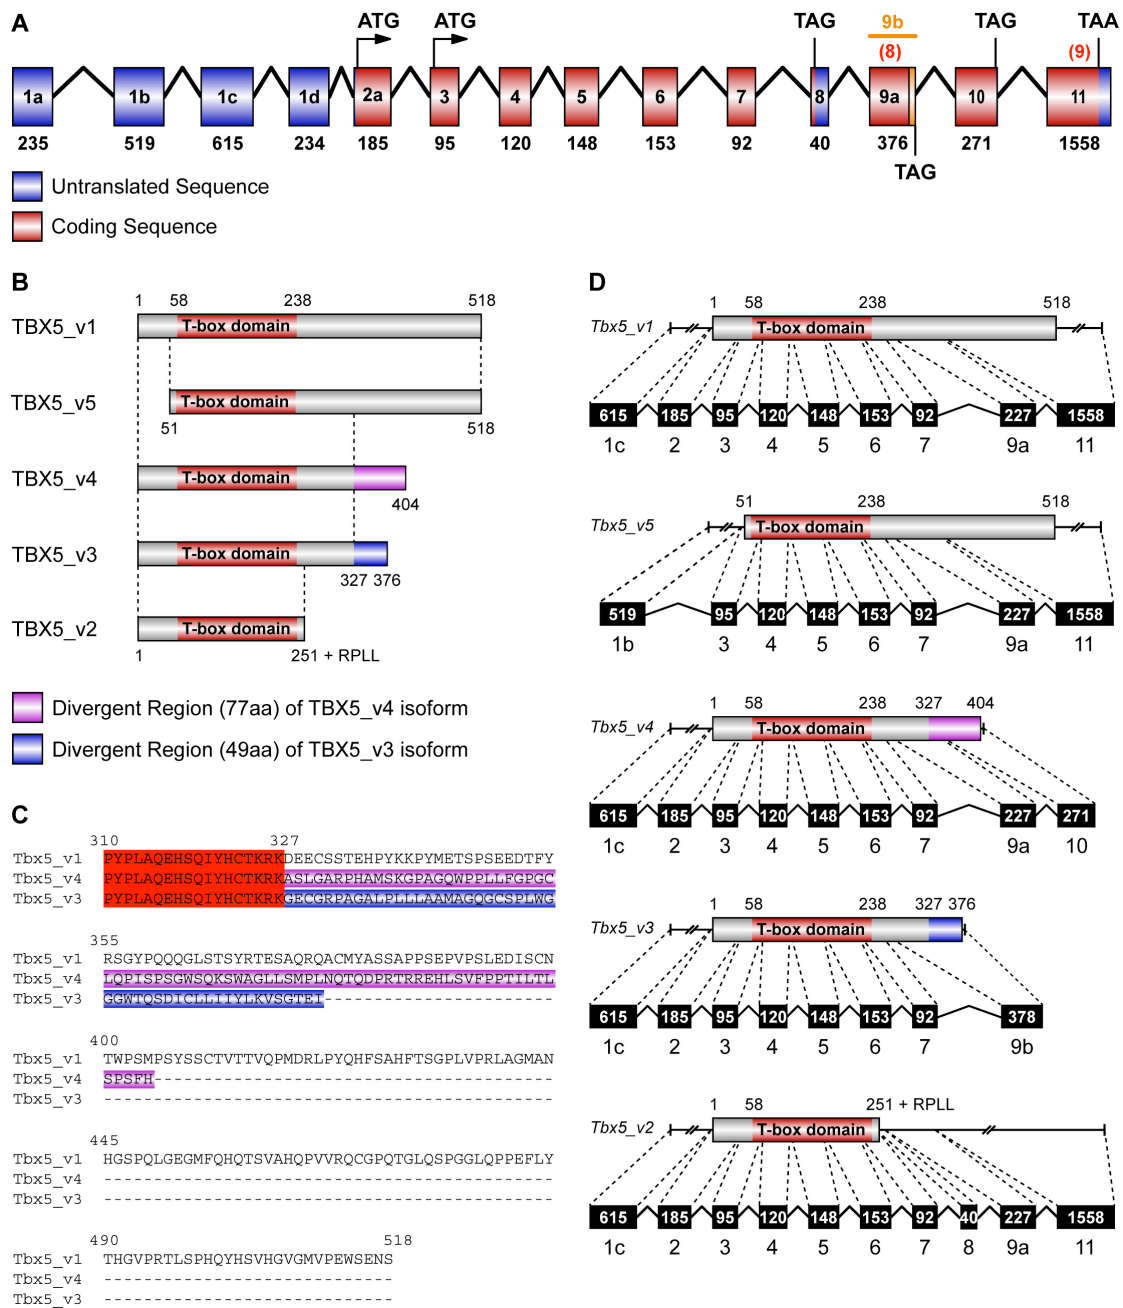 A
ATG ATG TAG 9b TAG TAA
(8) (9)
1a 1b 1c 1d 2a 3 4 5 6 7 8 9a 10 11
235 519 615 234 185 95 120 148 153 92 40 376 271 1558
TAG
Untranslated Sequence
Coding Sequence
B
1 58 238 518
TBX5_v1 T-box domain
TBX5_v5 T-box domain
51 518
TBX5_v4 T-box domain
404
TBX5_v3 T-box domain
327 376
TBX5_v2 T-box domain
1 251 + RPLL
Divergent Region (77aa) of TBX5_v4 isoform
Divergent Region (49aa) of TBX5_v3 isoform
C
310 327
Tbx5_v1 PYPLAQEHSQIYHCTKRKDEECSSTEHPYKKPYMETSPSEEDTFY
Tbx5_v4 PYPLAQEHSQIYHCTKRKASLGARPHAMSKGPAGQWPPLLFGPGC
Tbx5_v3 PYPLAQEHSQIYHCTKRKGECGRPAGALPLLLAAMAGQGCSPLWG
355
Tbx5_v1 RSGYPQQQGLSTSYRTESAQRQACMYASSAPPSEPVPSLEDISCN
Tbx5_v4 LQPISPSGWSQKSWAGLLSMPLNQTQDPRTRREHLSVFPPTILTL
Tbx5_v3 GGWTQSDICLLIIYLKVSGTEI-----------------------
400
Tbx5_v1 TWPSMPSYSSCTVTTVQPMDRLPYQHFSAHFTSGPLVPRLAGMAN
Tbx5_v4 SPSFH----------------------------------------
Tbx5_v3 ---------------------------------------------
445
Tbx5_v1 HGSPQLGEGMFQHQTSVAHQPVVRQCGPQTGLQSPGGLQPPEFLY
Tbx5_v4 ---------------------------------------------
Tbx5_v3 ---------------------------------------------
490 518
Tbx5_v1 THGVPRTLSPHQYHSVHGVGMVPEWSENS
Tbx5_v4 -----------------------------
Tbx5_v3 -----------------------------
D
1 58 238 518
Tbx5_v1 T-box domain
615 185 95 120 148 153 92 227 1558
1c 2 3 4 5 6 7 9a 11
51 238 518
Tbx5_v5 T-box domain
519 95 120 148 153 92 227 1558
1b 3 4 5 6 7 9a 11
1 58 238 327 404
Tbx5_v4 T-box domain
615 185 95 120 148 153 92 227 271
1c 2 3 4 5 6 7 9a 10
1 58 238 327 376
Tbx5_v3 T-box domain
615 185 95 120 148 153 92 378
1c 2 3 4 5 6 7 9b
1 58 251 + RPLL
Tbx5_v2 T-box domain
615 185 95 120 148 153 92 40 227 1558
1c 2 3 4 5 6 7 8 9a 11